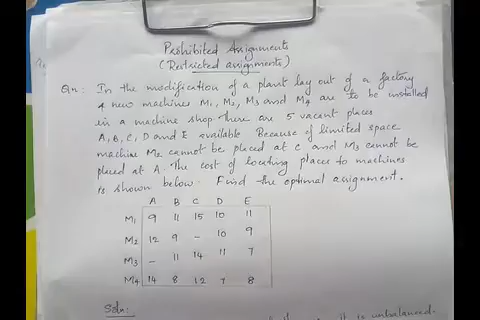 Prohibited Assignments
(Restricted assignments)
Qn: In the modification of a plant lay out of a factory
4 new machines M1, M2, M3 and M4 are to be installed
in a machine shop. There are 5 vacant places
A, B, C, D and E available. Because of limited space
machine M2 cannot be placed at C and M3 cannot be
placed at A. The cost of locating places to machines
is shown below. Find the optimal assignment.
A B C D E
M1 9 11 15 10 11
M2 12 9 - 10 9
M3 - 11 14 11 7
M4 14 8 12 7 8
Soln:
it is unbalanced.